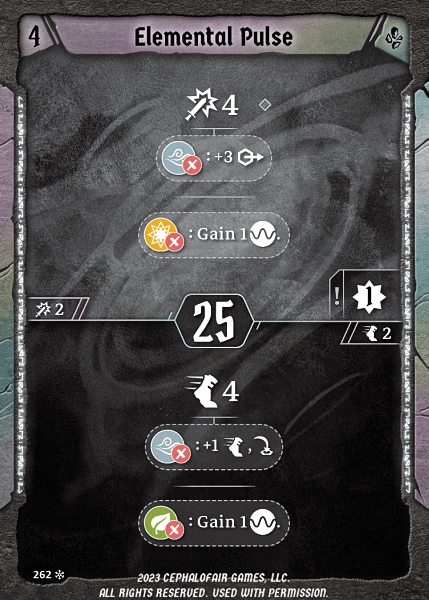 4
Elemental Pulse
4
: +3
: Gain 1 .
2
! 1
25
2
4
: +1 ,
: Gain 1 .
262
2023 CEPHALOFAIR GAMES, LLC.
ALL RIGHTS RESERVED. USED WITH PERMISSION.